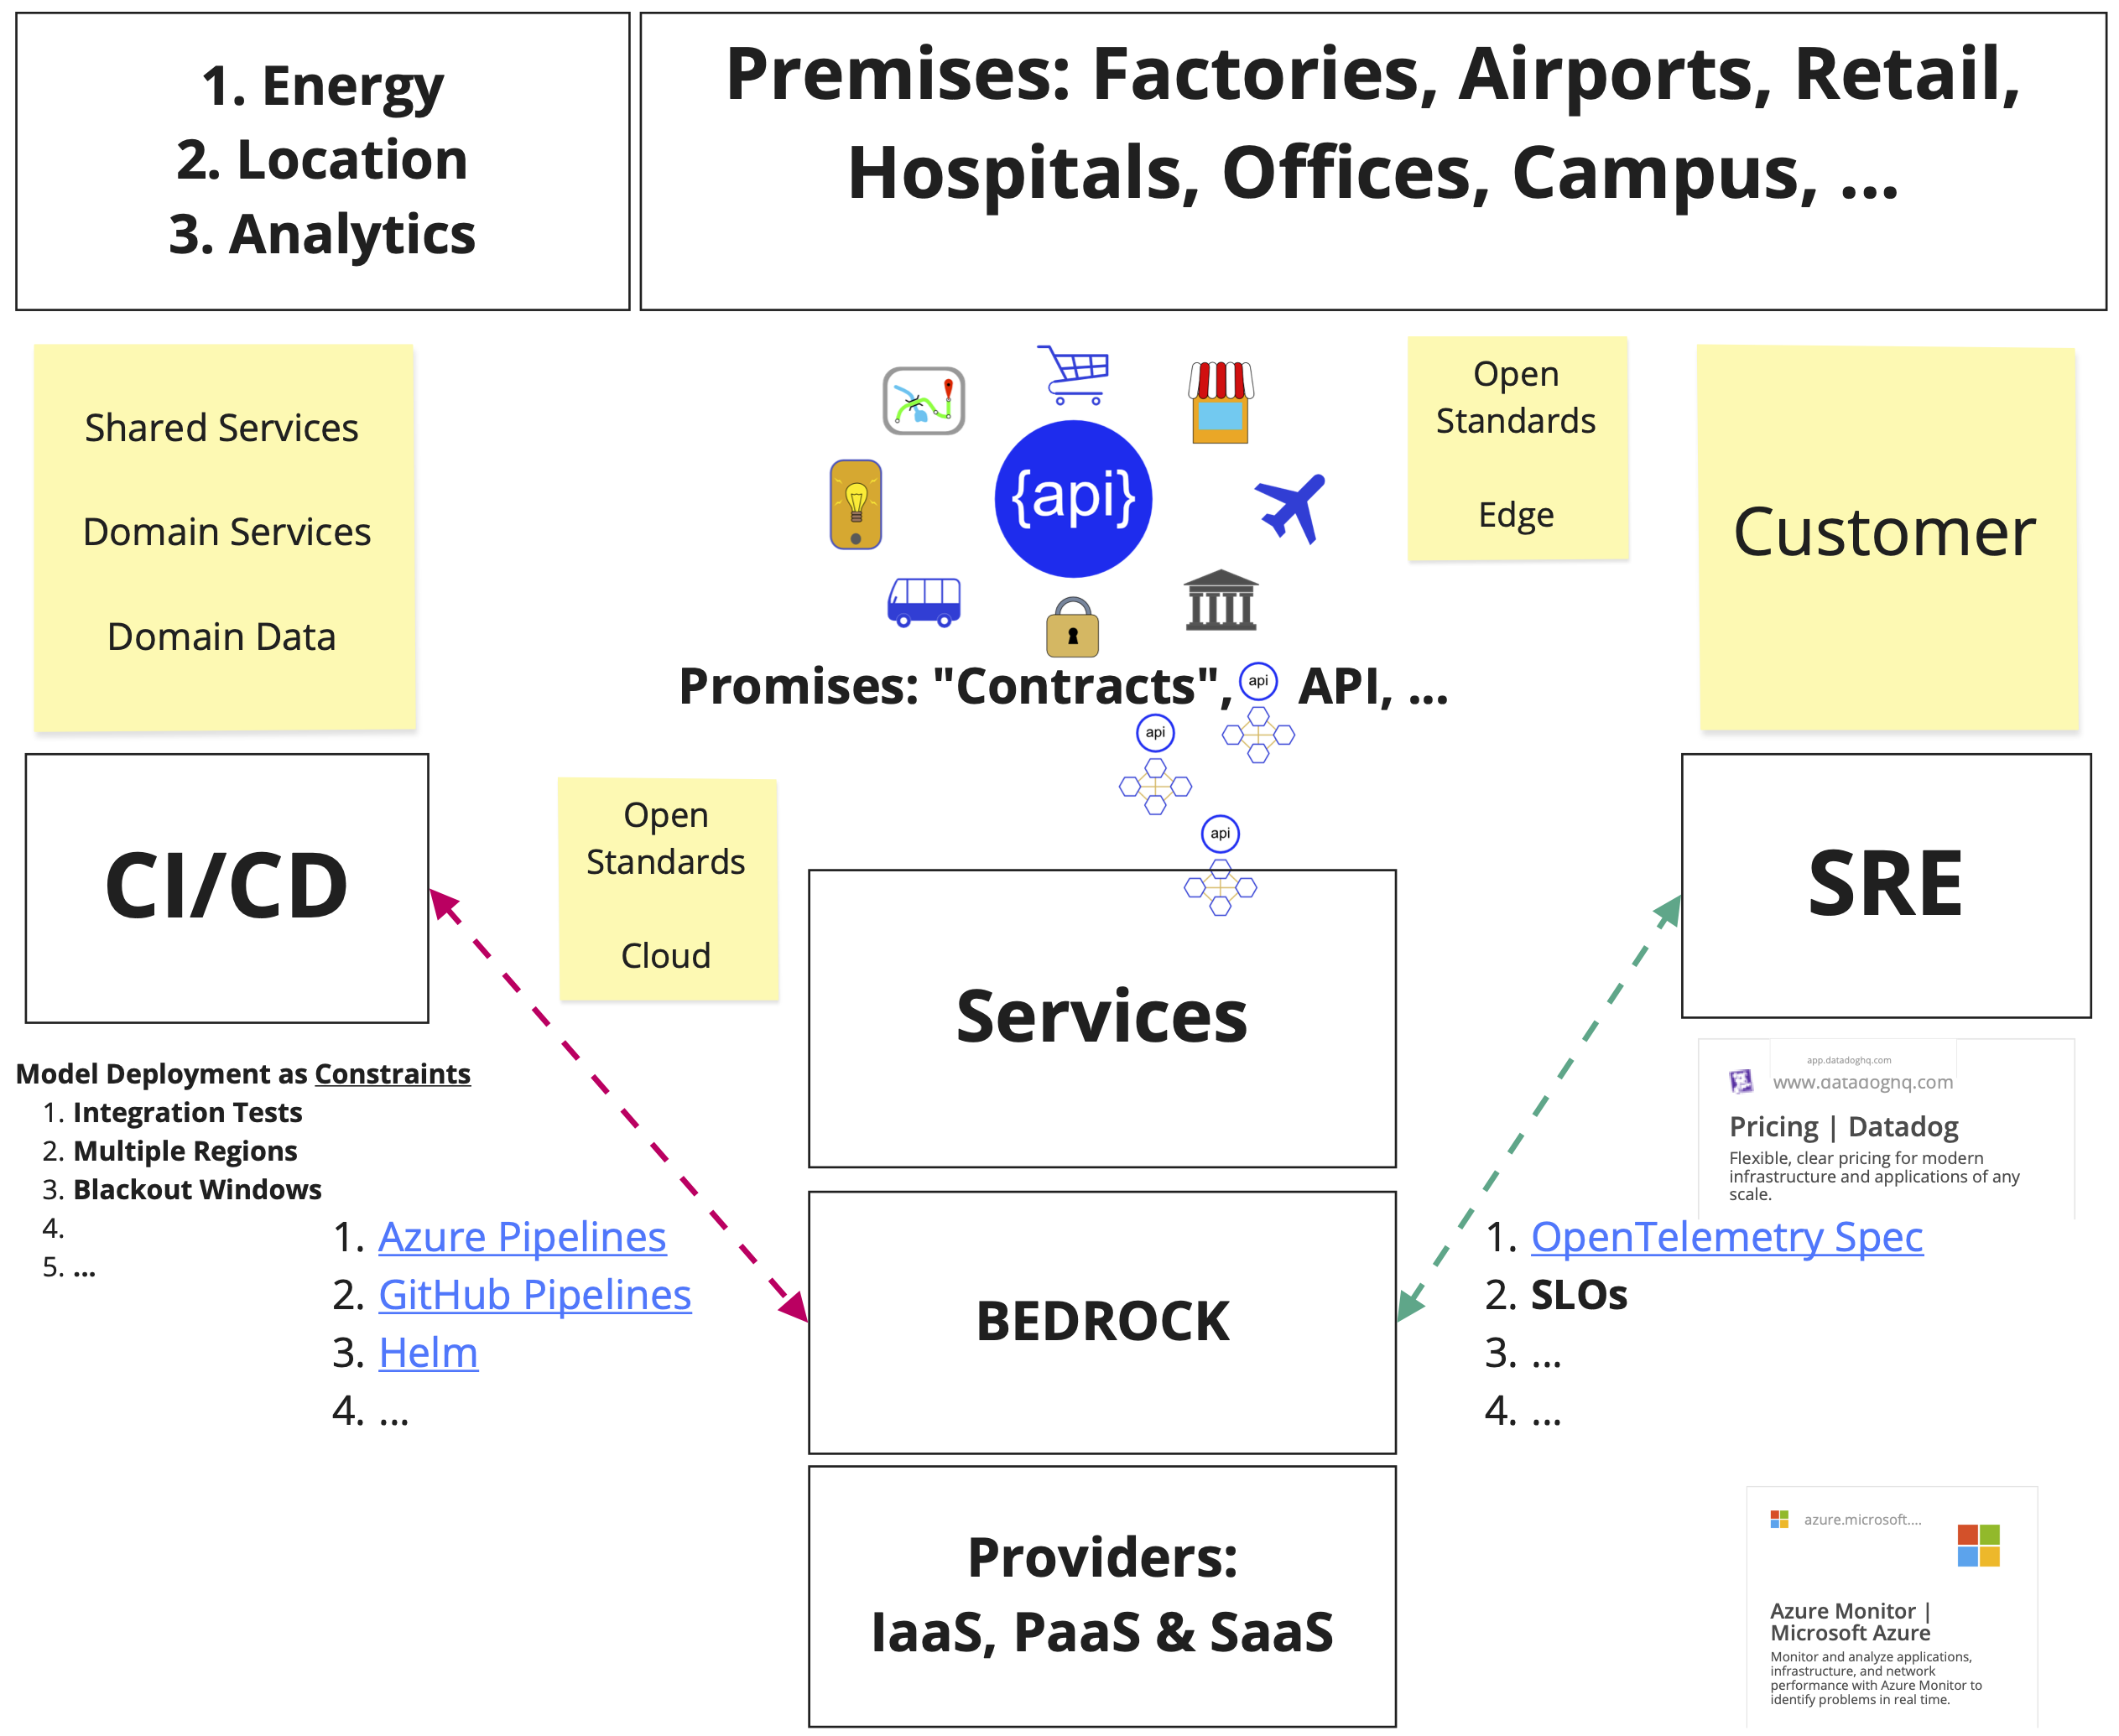 1. Energy
2. Location
3. Analytics
Premises: Factories, Airports, Retail,
Hospitals, Offices, Campus, ...
Shared Services
Domain Services
Domain Data
{api}
Open
Standards
Edge
Customer
Promises: "Contracts", api API, ...
api
api
CI/CD
Open
Standards
Cloud
Services
SRE
Model Deployment as Constraints
1. Integration Tests
2. Multiple Regions
3. Blackout Windows
4.
5. ...
1. Azure Pipelines
2. GitHub Pipelines
3. Helm
4. ...
BEDROCK
app.datadoghq.com
www.datadoghq.com
Pricing | Datadog
Flexible, clear pricing for modern
infrastructure and applications of any
scale.
1. OpenTelemetry Spec
2. SLOs
3. ...
4. ...
Providers:
IaaS, PaaS & SaaS
azure.microsoft....
Azure Monitor |
Microsoft Azure
Monitor and analyze applications,
infrastructure, and network
performance with Azure Monitor to
identify problems in real time.